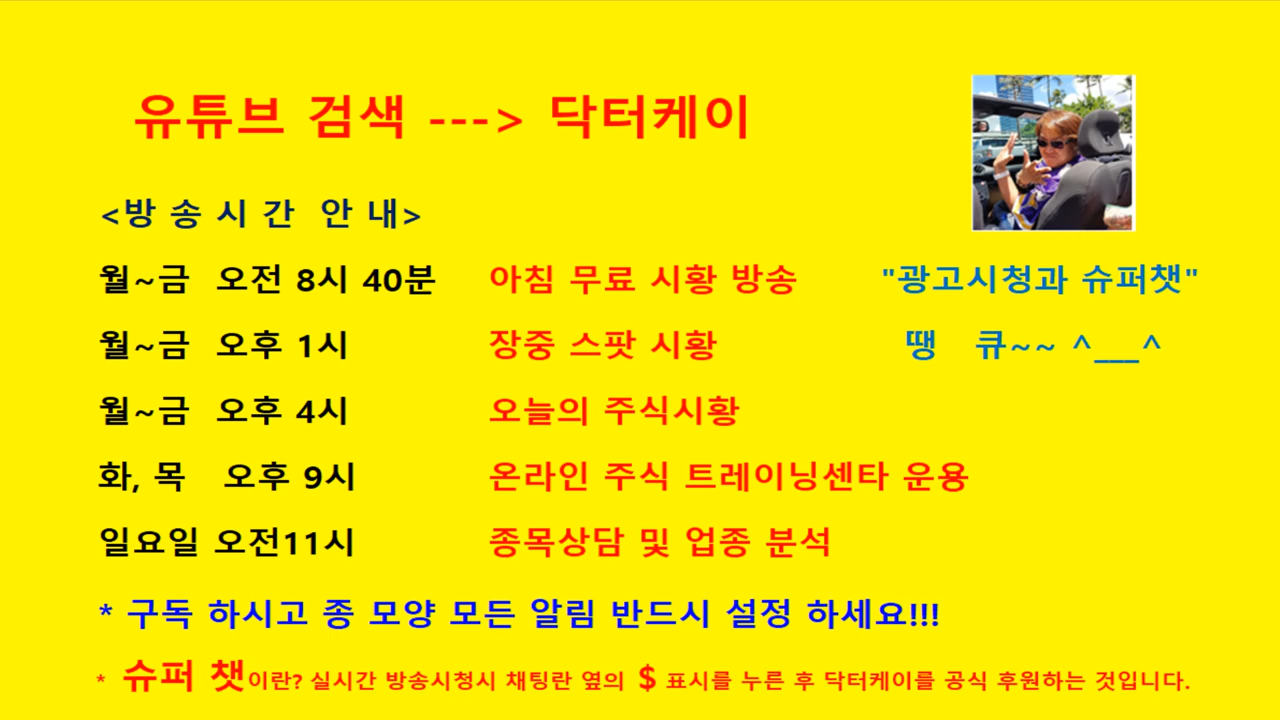 유튜브 검색 ---> 닥터케이
<방 송 시 간 안 내>
월~금 오전 8시 40분 아침 무료 시황 방송 "광고시청과 슈퍼챗"
월~금 오후 1시 장중 스팟 시황 땡 큐~~ ^___^
월~금 오후 4시 오늘의 주식시황
화, 목 오후 9시 온라인 주식 트레이닝센타 운용
일요일 오전11시 종목상담 및 업종 분석
* 구독 하시고 종 모양 모든 알림 반드시 설정 하세요!!!
* 슈퍼 챗이란? 실시간 방송시청시 채팅란 옆의 $ 표시를 누른 후 닥터케이를 공식 후원하는 것입니다.